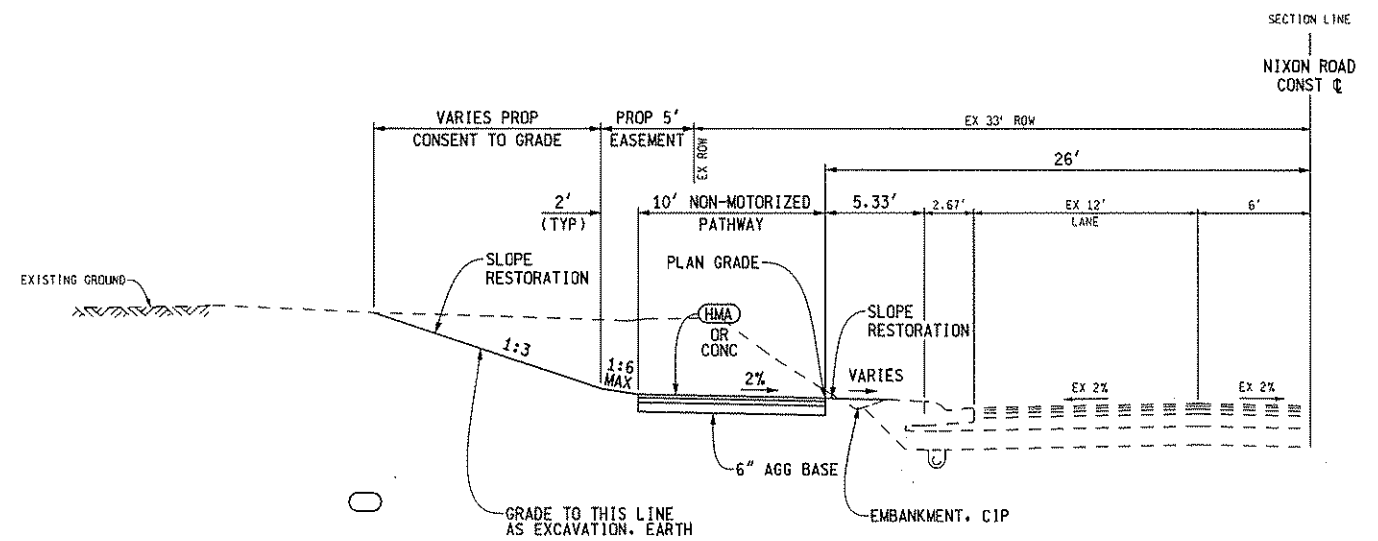 SECTION LINE
NIXON ROAD
CONST ℄
VARIES PROP
CONSENT TO GRADE
PROP 5'
EASEMENT
EX ROW
EX 33' ROW
26'
2'
(TYP)
10' NON-MOTORIZED
PATHWAY
5.33'
2.67'
EX 12'
LANE
6'
EXISTING GROUND
SLOPE
RESTORATION
PLAN GRADE
HMA
OR
CONC
SLOPE
RESTORATION
1:3
1:6
MAX
2%
VARIES
EX 2%
EX 2%
6" AGG BASE
GRADE TO THIS LINE
AS EXCAVATION, EARTH
EMBANKMENT, CIP